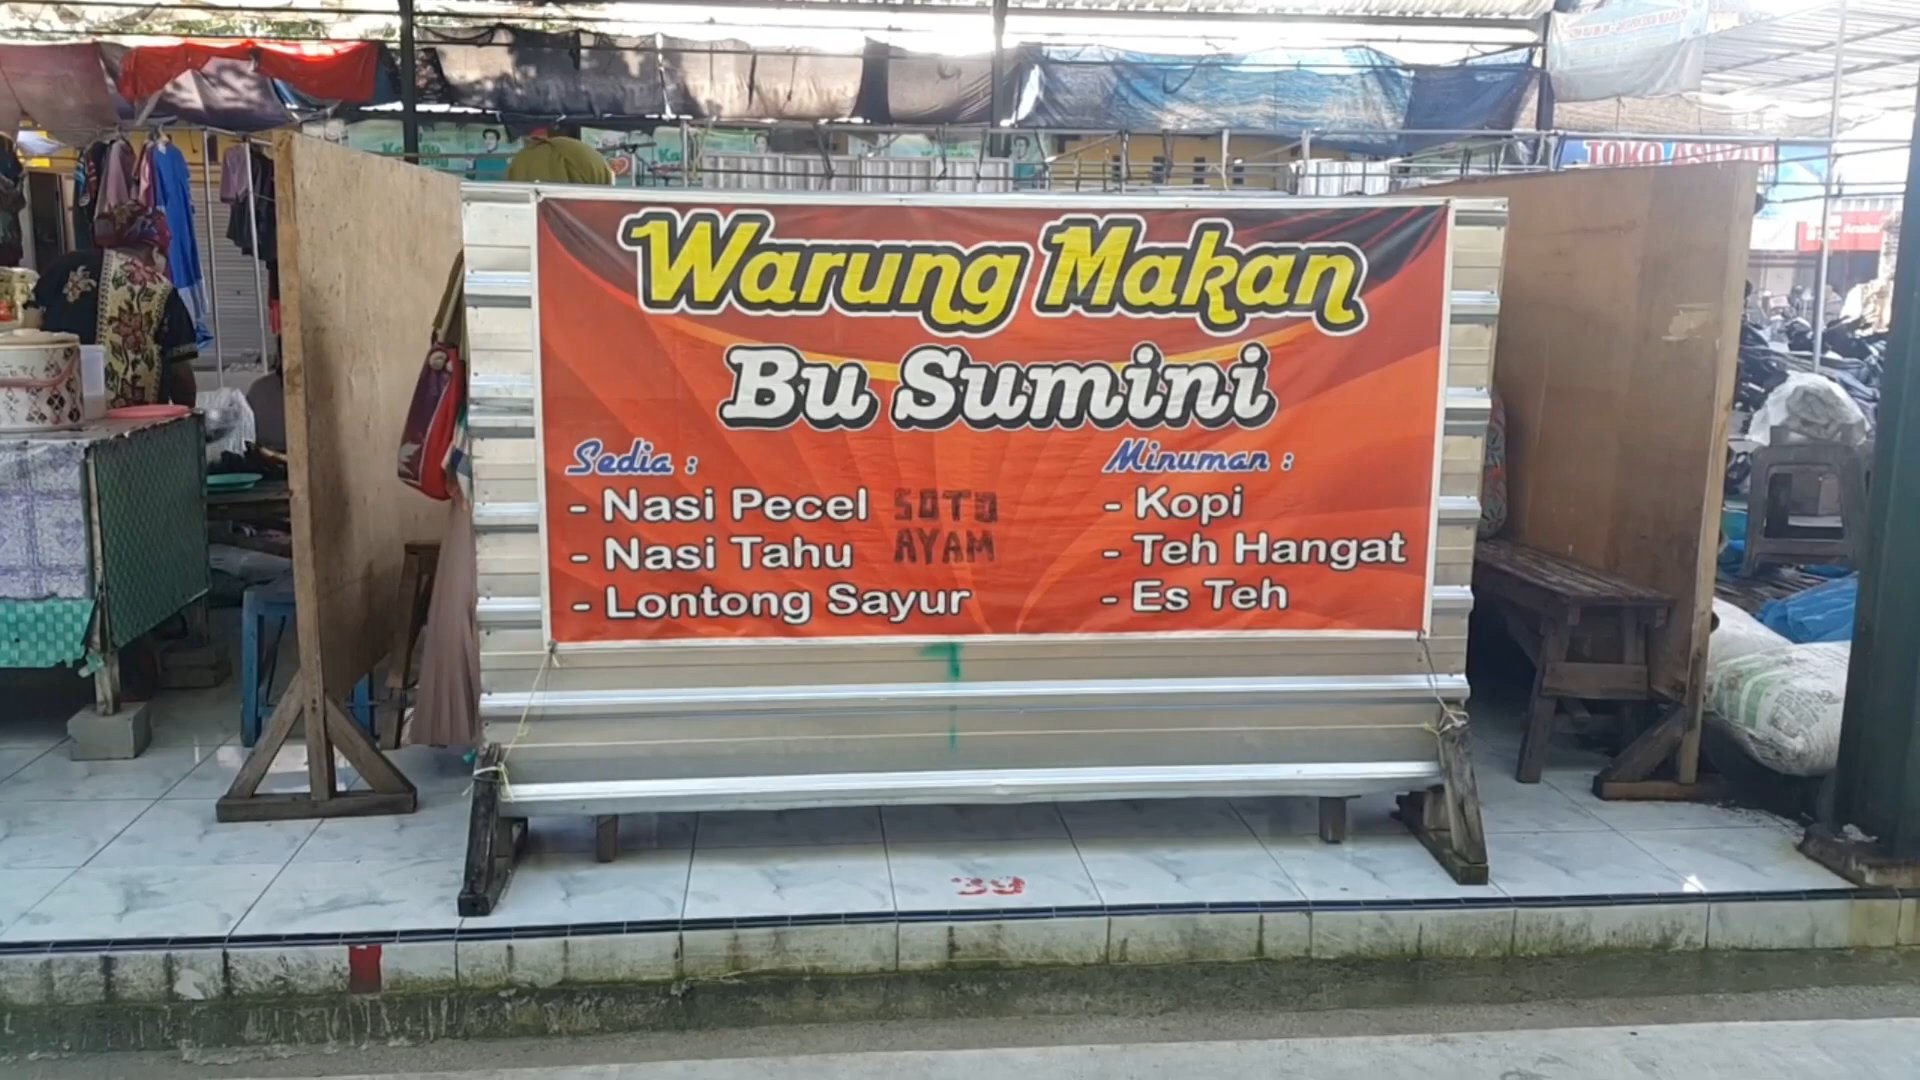 TOKO
Warung Makan
Bu Sumini
Sedia :
- Nasi Pecel
- Nasi Tahu
- Lontong Sayur
SOTO
AYAM
Minuman :
- Kopi
- Teh Hangat
- Es Teh
39